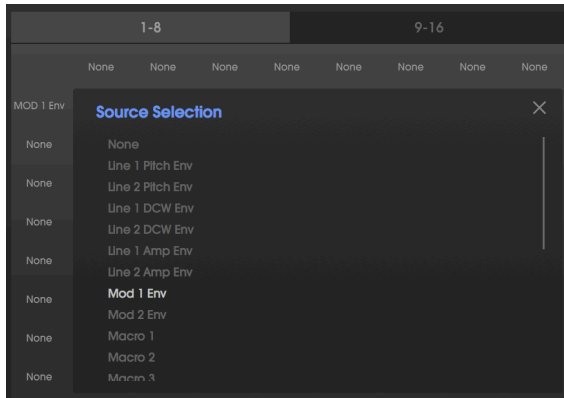 1-8 9-16
None None None None None None None None
MOD 1 Env
Source Selection
None
None
Line 1 Pitch Env
None
Line 2 Pitch Env
Line 1 DCW Env
None
Line 2 DCW Env
Line 1 Amp Env
None
Line 2 Amp Env
Mod 1 Env
None
Mod 2 Env
Macro 1
None
Macro 2
None
Macro 3